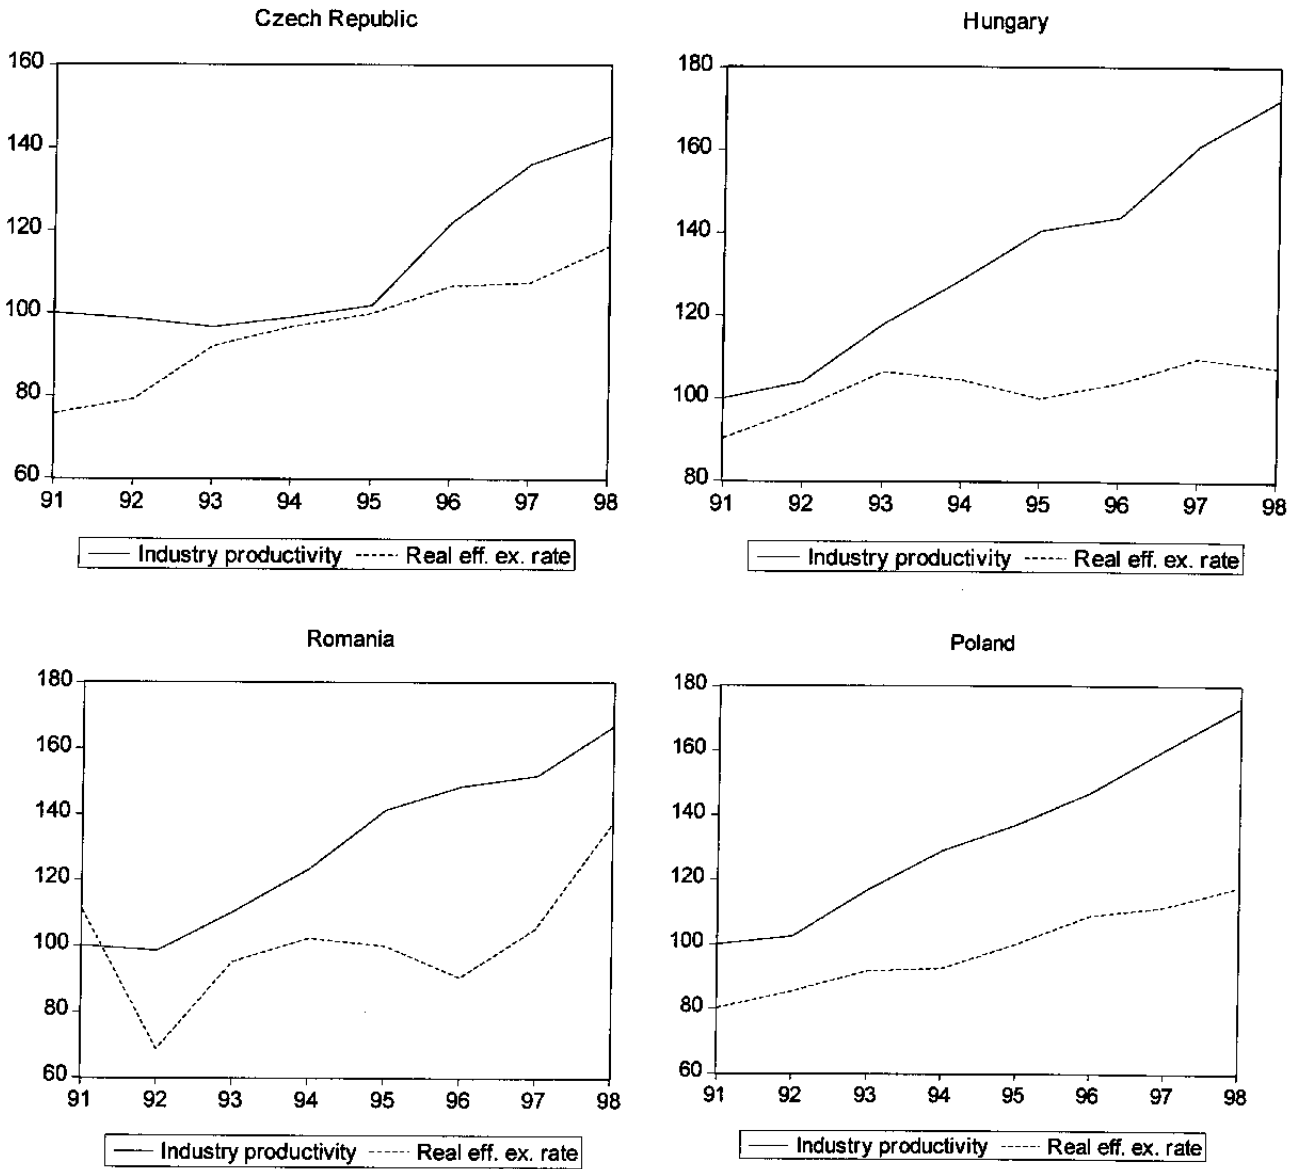 Czech Republic
160
140
120
100
80
60
91 92 93 94 95 96 97 98
Industry productivity Real eff. ex. rate
Hungary
180
160
140
120
100
80
91 92 93 94 95 96 97 98
Industry productivity Real eff. ex. rate
Romania
180
160
140
120
100
80
60
91 92 93 94 95 96 97 98
Industry productivity Real eff. ex. rate
Poland
180
160
140
120
100
80
60
91 92 93 94 95 96 97 98
Industry productivity Real eff. ex. rate